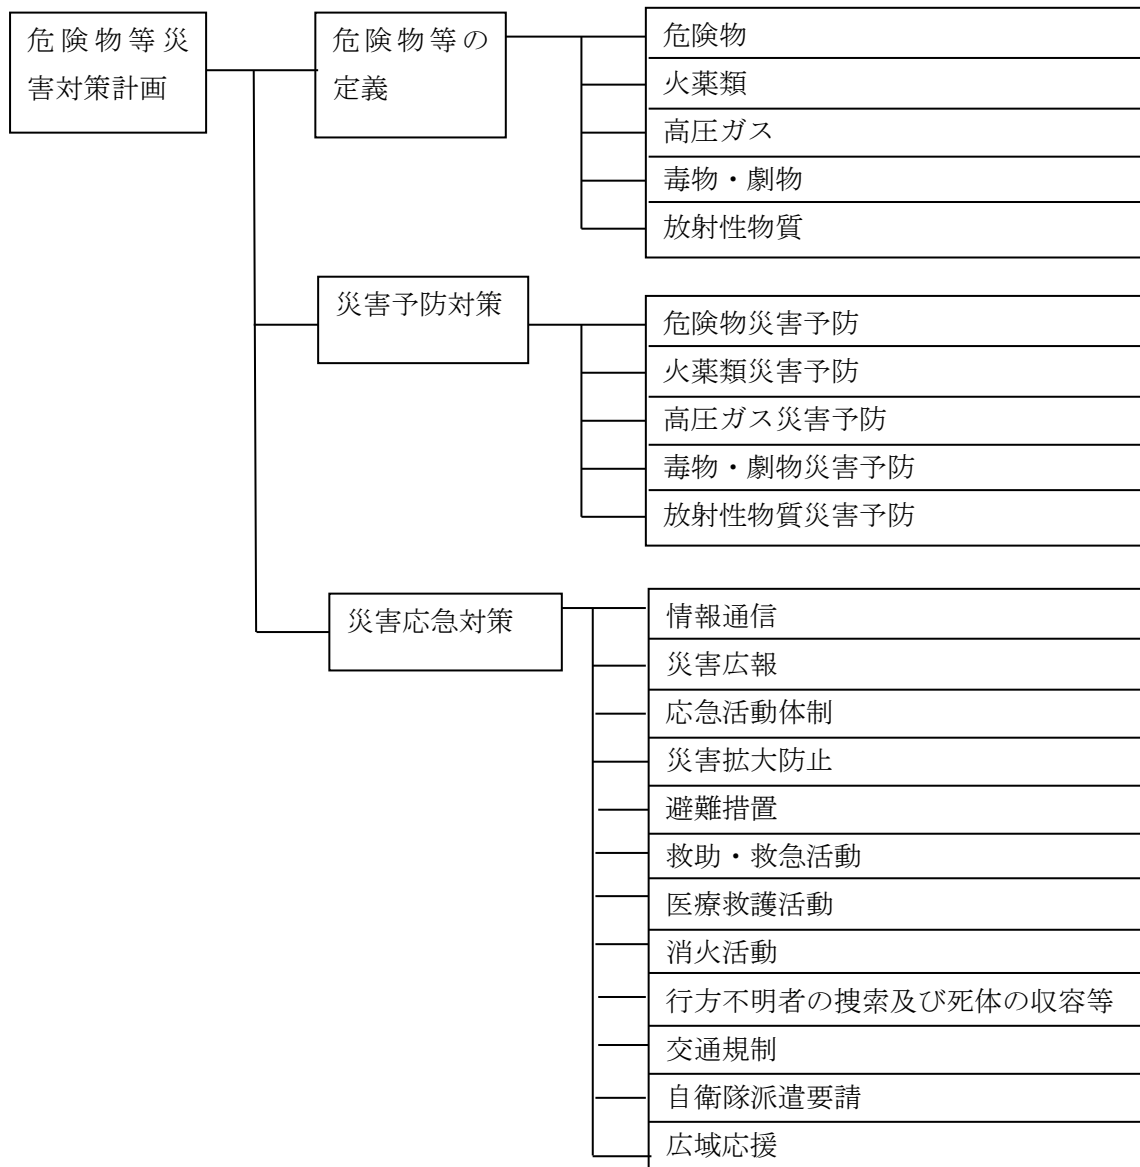 危険物等災
害対策計画
危険物等の
定義
危険物
火薬類
高圧ガス
毒物・劇物
放射性物質
災害予防対策
危険物災害予防
火薬類災害予防
高圧ガス災害予防
毒物・劇物災害予防
放射性物質災害予防
災害応急対策
情報通信
災害広報
応急活動体制
災害拡大防止
避難措置
救助・救急活動
医療救護活動
消火活動
行方不明者の捜索及び死体の収容等
交通規制
自衛隊派遣要請
広域応援